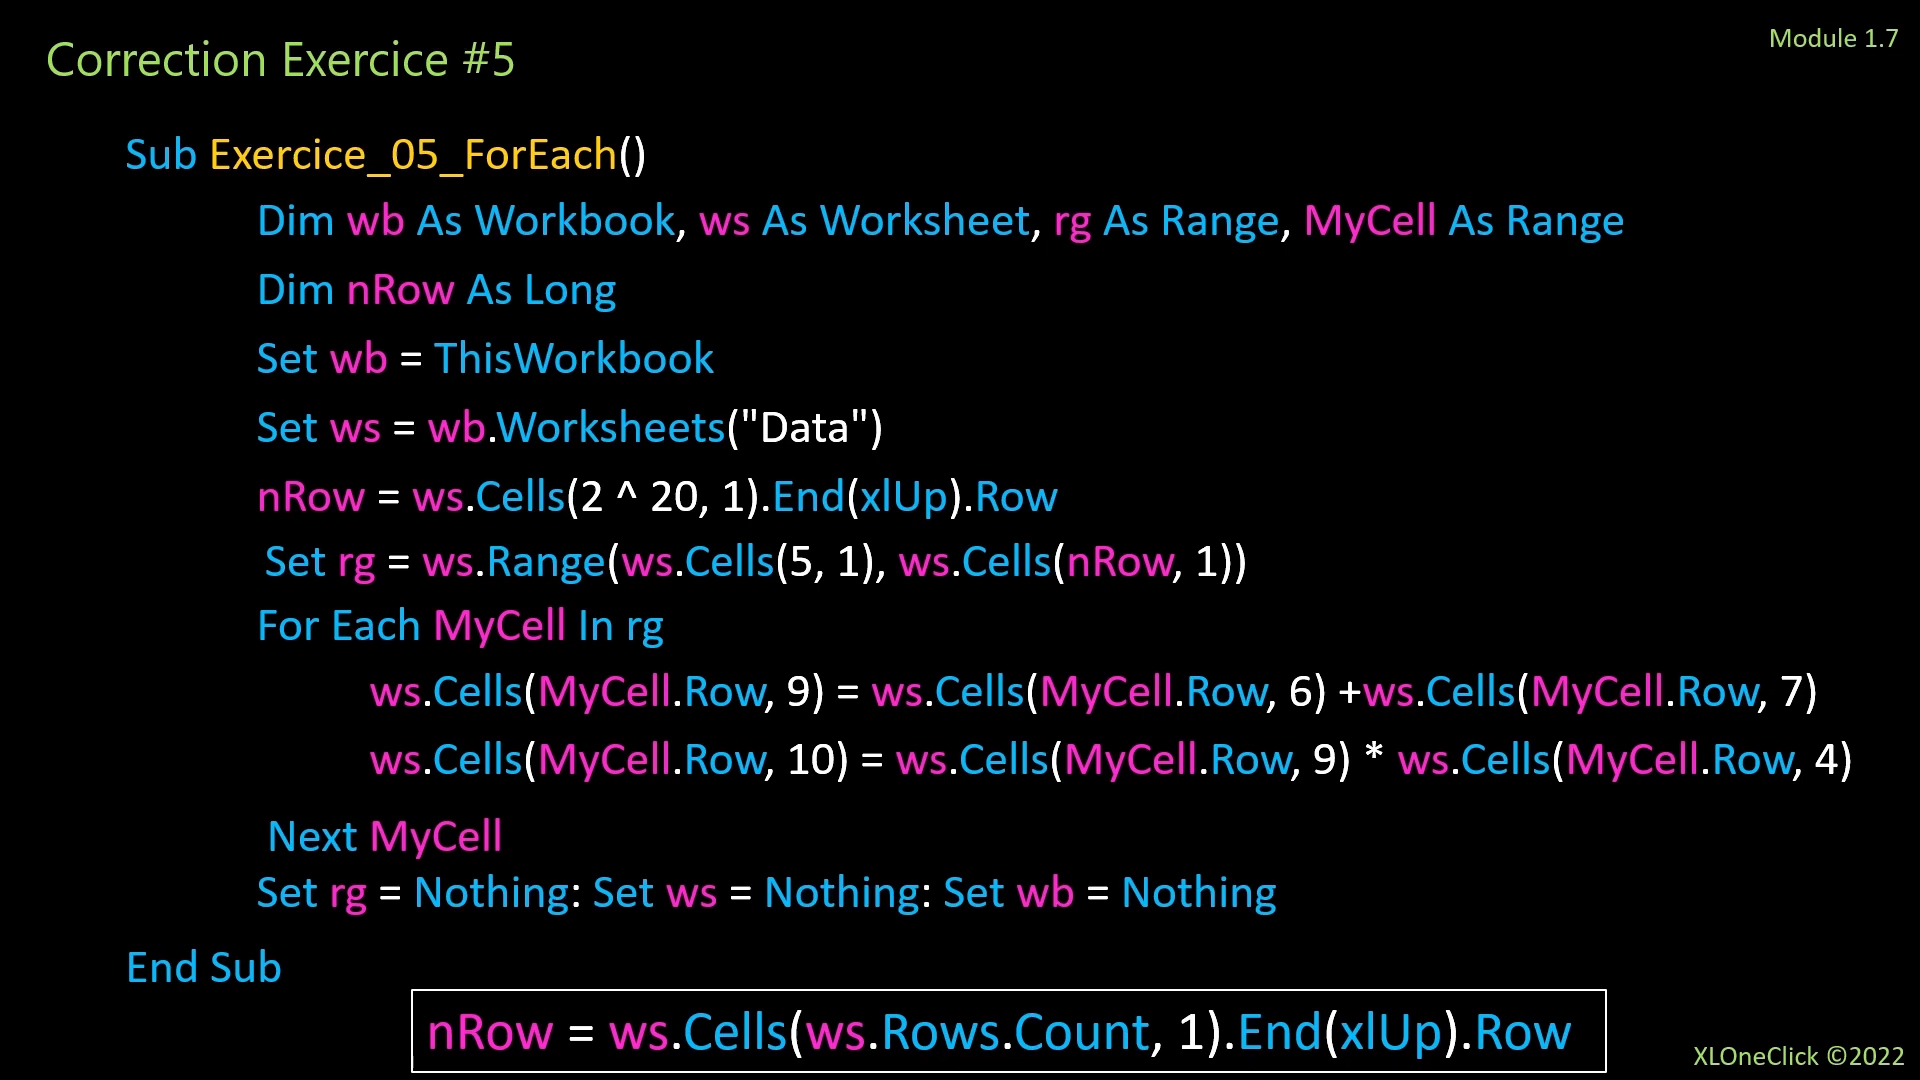 Correction Exercice #5
Module 1.7
Sub Exercice_05_ForEach()
Dim wb As Workbook, ws As Worksheet, rg As Range, MyCell As Range
Dim nRow As Long
Set wb = ThisWorkbook
Set ws = wb.Worksheets("Data")
nRow = ws.Cells(2 ^ 20, 1).End(xlUp).Row
Set rg = ws.Range(ws.Cells(5, 1), ws.Cells(nRow, 1))
For Each MyCell In rg
ws.Cells(MyCell.Row, 9) = ws.Cells(MyCell.Row, 6) +ws.Cells(MyCell.Row, 7)
ws.Cells(MyCell.Row, 10) = ws.Cells(MyCell.Row, 9) * ws.Cells(MyCell.Row, 4)
Next MyCell
Set rg = Nothing: Set ws = Nothing: Set wb = Nothing
End Sub
nRow = ws.Cells(ws.Rows.Count, 1).End(xlUp).Row
XLOneClick ©2022